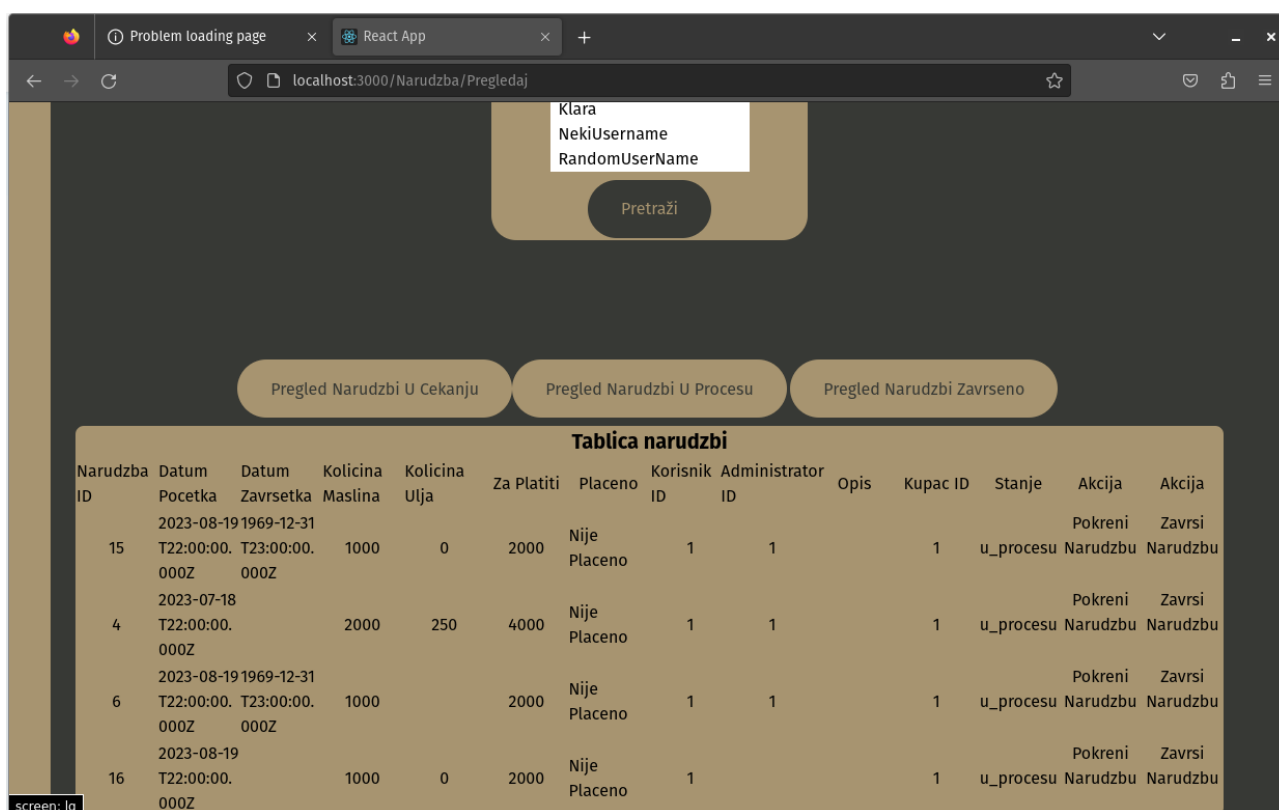 Problem loading page
React App
localhost:3000/Narudzba/Pregledaj
Klara
NekiUsername
RandomUserName
Pretraži
Pregled Narudzbi U Cekanju
Pregled Narudzbi U Procesu
Pregled Narudzbi Zavrseno
Tablica narudzbi
Narudzba ID Datum Pocetka Datum Zavrsetka Kolicina Maslina Kolicina Ulja Za Platiti Placeno Korisnik ID Administrator ID Opis Kupac ID Stanje Akcija Akcija
15 2023-08-19T22:00:00.000Z 1969-12-31T23:00:00.000Z 1000 0 2000 Nije Placeno 1 1 1 u_procesu Pokreni Narudzbu Zavrsi Narudzbu
4 2023-07-18T22:00:00.000Z 2000 250 4000 Nije Placeno 1 1 1 u_procesu Pokreni Narudzbu Zavrsi Narudzbu
6 2023-08-19T22:00:00.000Z 1969-12-31T23:00:00.000Z 1000 2000 Nije Placeno 1 1 1 u_procesu Pokreni Narudzbu Zavrsi Narudzbu
16 2023-08-19T22:00:00.000Z 1000 0 2000 Nije Placeno 1 1 u_procesu Pokreni Narudzbu Zavrsi Narudzbu
screen: lg